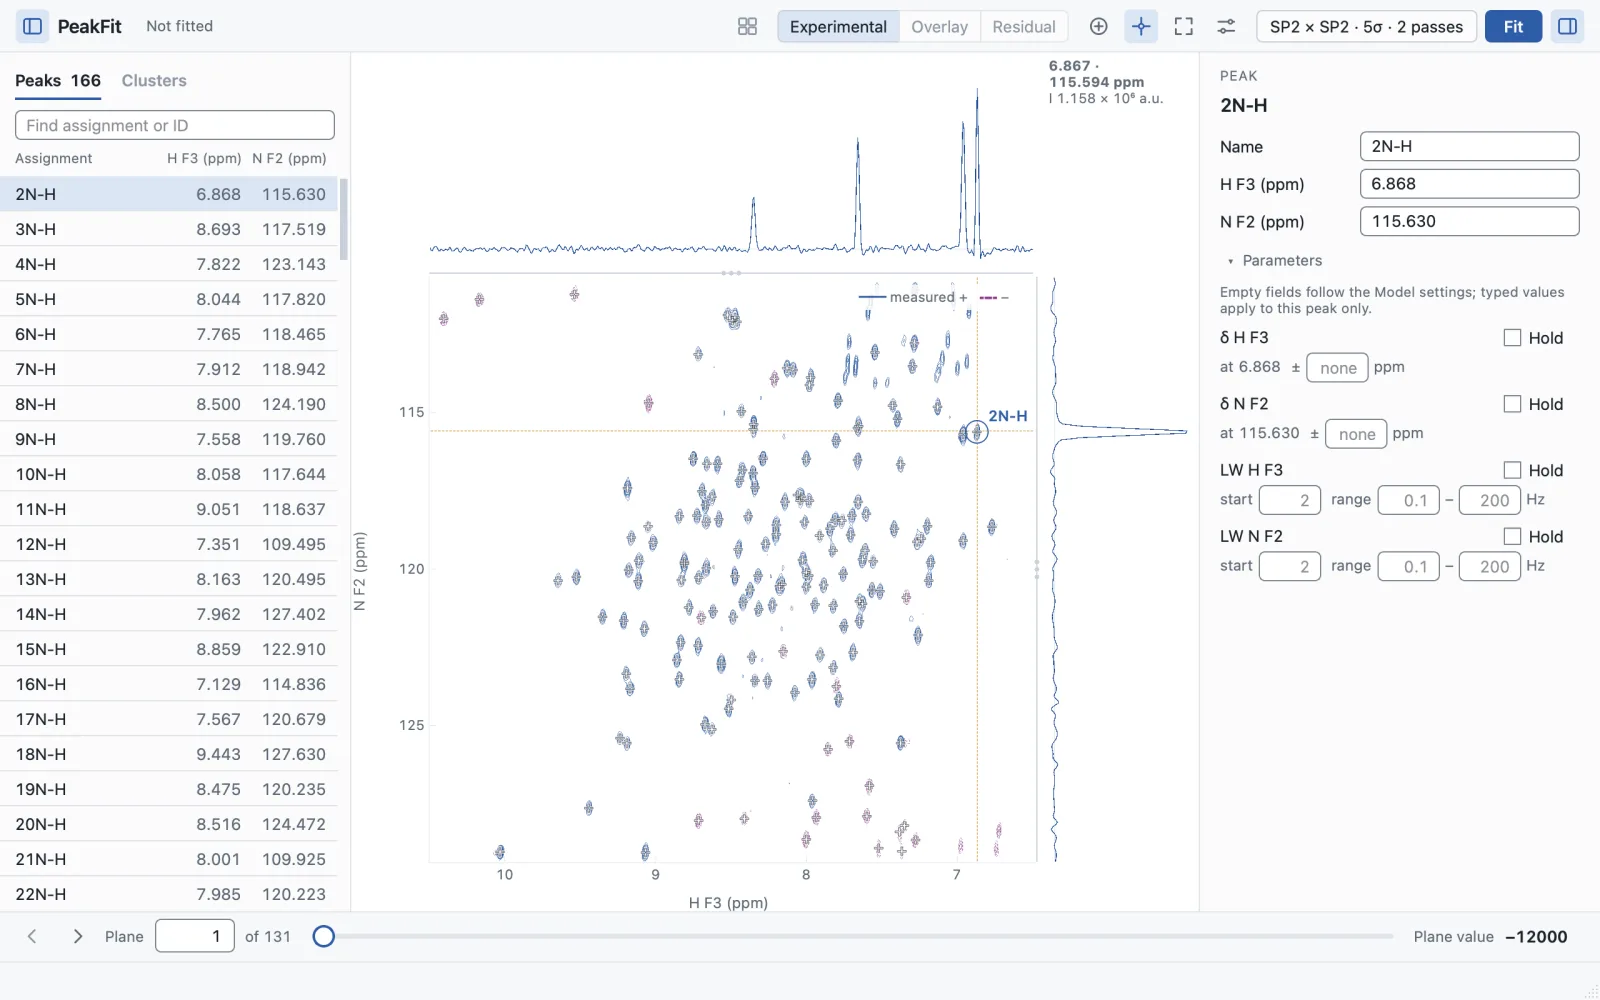 PeakFit
Not fitted
Experimental
Overlay
Residual
SP2 × SP2 · 5σ · 2 passes
Fit
Peaks 166
Clusters
Find assignment or ID
Assignment H F3 (ppm) N F2 (ppm)
2N-H 6.868 115.630
3N-H 8.693 117.519
4N-H 7.822 123.143
5N-H 8.044 117.820
6N-H 7.765 118.465
7N-H 7.912 118.942
8N-H 8.500 124.190
9N-H 7.558 119.760
10N-H 8.058 117.644
11N-H 9.051 118.637
12N-H 7.351 109.495
13N-H 8.163 120.495
14N-H 7.962 127.402
15N-H 8.859 122.910
16N-H 7.129 114.836
17N-H 7.567 120.679
18N-H 9.443 127.630
19N-H 8.475 120.235
20N-H 8.516 124.472
21N-H 8.001 109.925
22N-H 7.985 120.223
6.867 ·
115.594 ppm
I 1.158 × 10⁶ a.u.
measured + −
2N-H
115
120
125
N F2 (ppm)
10 9 8 7
H F3 (ppm)
PEAK
2N-H
Name 2N-H
H F3 (ppm) 6.868
N F2 (ppm) 115.630
Parameters
Empty fields follow the Model settings; typed values
apply to this peak only.
δ H F3 Hold
at 6.868 ± none ppm
δ N F2 Hold
at 115.630 ± none ppm
LW H F3 Hold
start 2 range 0.1 – 200 Hz
LW N F2 Hold
start 2 range 0.1 – 200 Hz
Plane 1 of 131
Plane value −12000